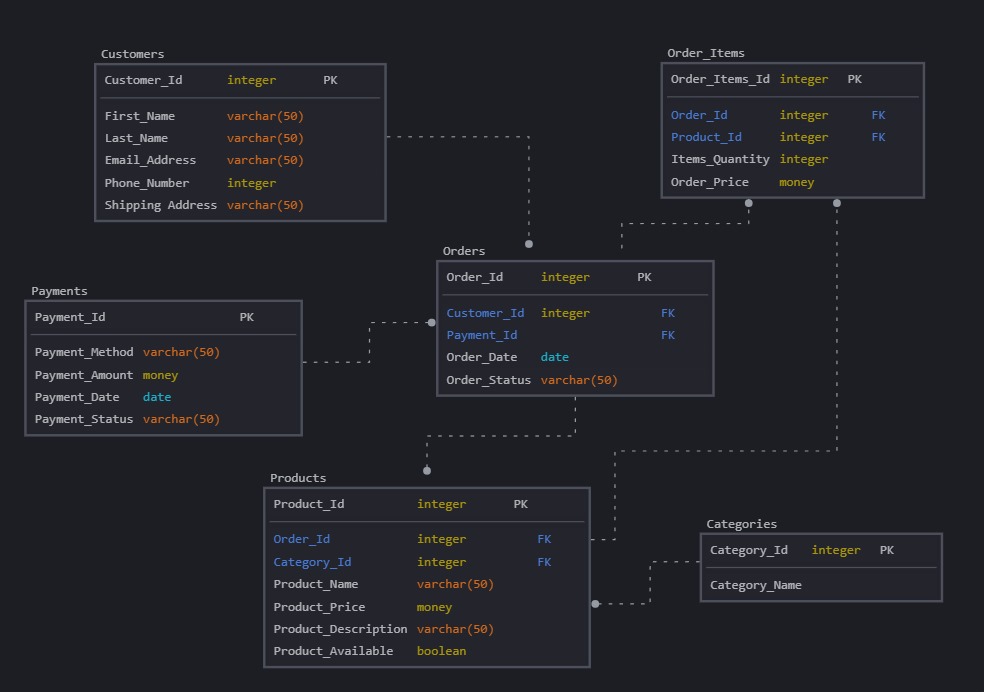 Customers
Customer_Id integer PK
First_Name varchar(50)
Last_Name varchar(50)
Email_Address varchar(50)
Phone_Number integer
Shipping Address varchar(50)
Order_Items
Order_Items_Id integer PK
Order_Id integer FK
Product_Id integer FK
Items_Quantity integer
Order_Price money
Orders
Order_Id integer PK
Customer_Id integer FK
Payment_Id FK
Order_Date date
Order_Status varchar(50)
Payments
Payment_Id PK
Payment_Method varchar(50)
Payment_Amount money
Payment_Date date
Payment_Status varchar(50)
Products
Product_Id integer PK
Order_Id integer FK
Category_Id integer FK
Product_Name varchar(50)
Product_Price money
Product_Description varchar(50)
Product_Available boolean
Categories
Category_Id integer PK
Category_Name